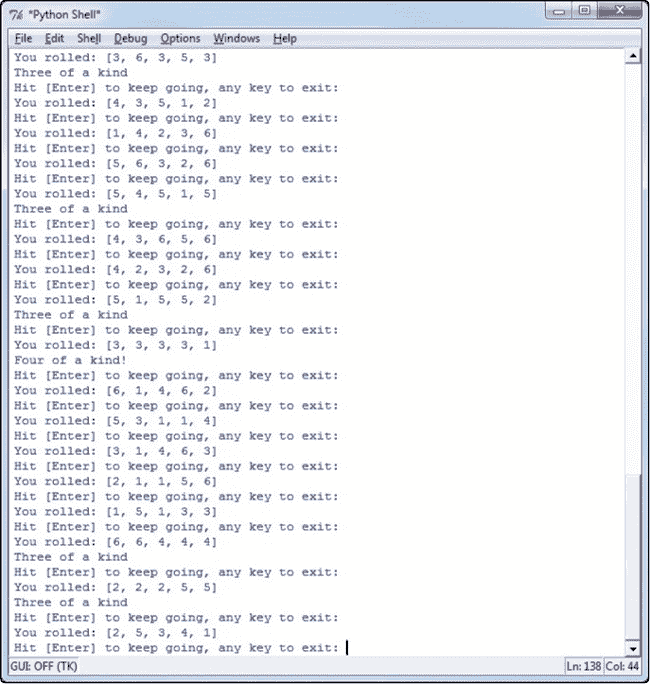 *Python Shell*
File Edit Shell Debug Options Windows Help
You rolled: [3, 6, 3, 5, 3]
Three of a kind
Hit [Enter] to keep going, any key to exit:
You rolled: [4, 3, 5, 1, 2]
Hit [Enter] to keep going, any key to exit:
You rolled: [1, 4, 2, 3, 6]
Hit [Enter] to keep going, any key to exit:
You rolled: [5, 6, 3, 2, 6]
Hit [Enter] to keep going, any key to exit:
You rolled: [5, 4, 5, 1, 5]
Three of a kind
Hit [Enter] to keep going, any key to exit:
You rolled: [4, 3, 6, 5, 6]
Hit [Enter] to keep going, any key to exit:
You rolled: [4, 2, 3, 2, 6]
Hit [Enter] to keep going, any key to exit:
You rolled: [5, 1, 5, 5, 2]
Three of a kind
Hit [Enter] to keep going, any key to exit:
You rolled: [3, 3, 3, 3, 1]
Four of a kind!
Hit [Enter] to keep going, any key to exit:
You rolled: [6, 1, 4, 6, 2]
Hit [Enter] to keep going, any key to exit:
You rolled: [5, 3, 1, 1, 4]
Hit [Enter] to keep going, any key to exit:
You rolled: [3, 1, 4, 6, 3]
Hit [Enter] to keep going, any key to exit:
You rolled: [2, 1, 1, 5, 6]
Hit [Enter] to keep going, any key to exit:
You rolled: [1, 5, 1, 3, 3]
Hit [Enter] to keep going, any key to exit:
You rolled: [6, 6, 4, 4, 4]
Three of a kind
Hit [Enter] to keep going, any key to exit:
You rolled: [2, 2, 2, 5, 5]
Three of a kind
Hit [Enter] to keep going, any key to exit:
You rolled: [2, 5, 3, 4, 1]
Hit [Enter] to keep going, any key to exit:
GUI: OFF (TK) Ln: 138 Col: 44